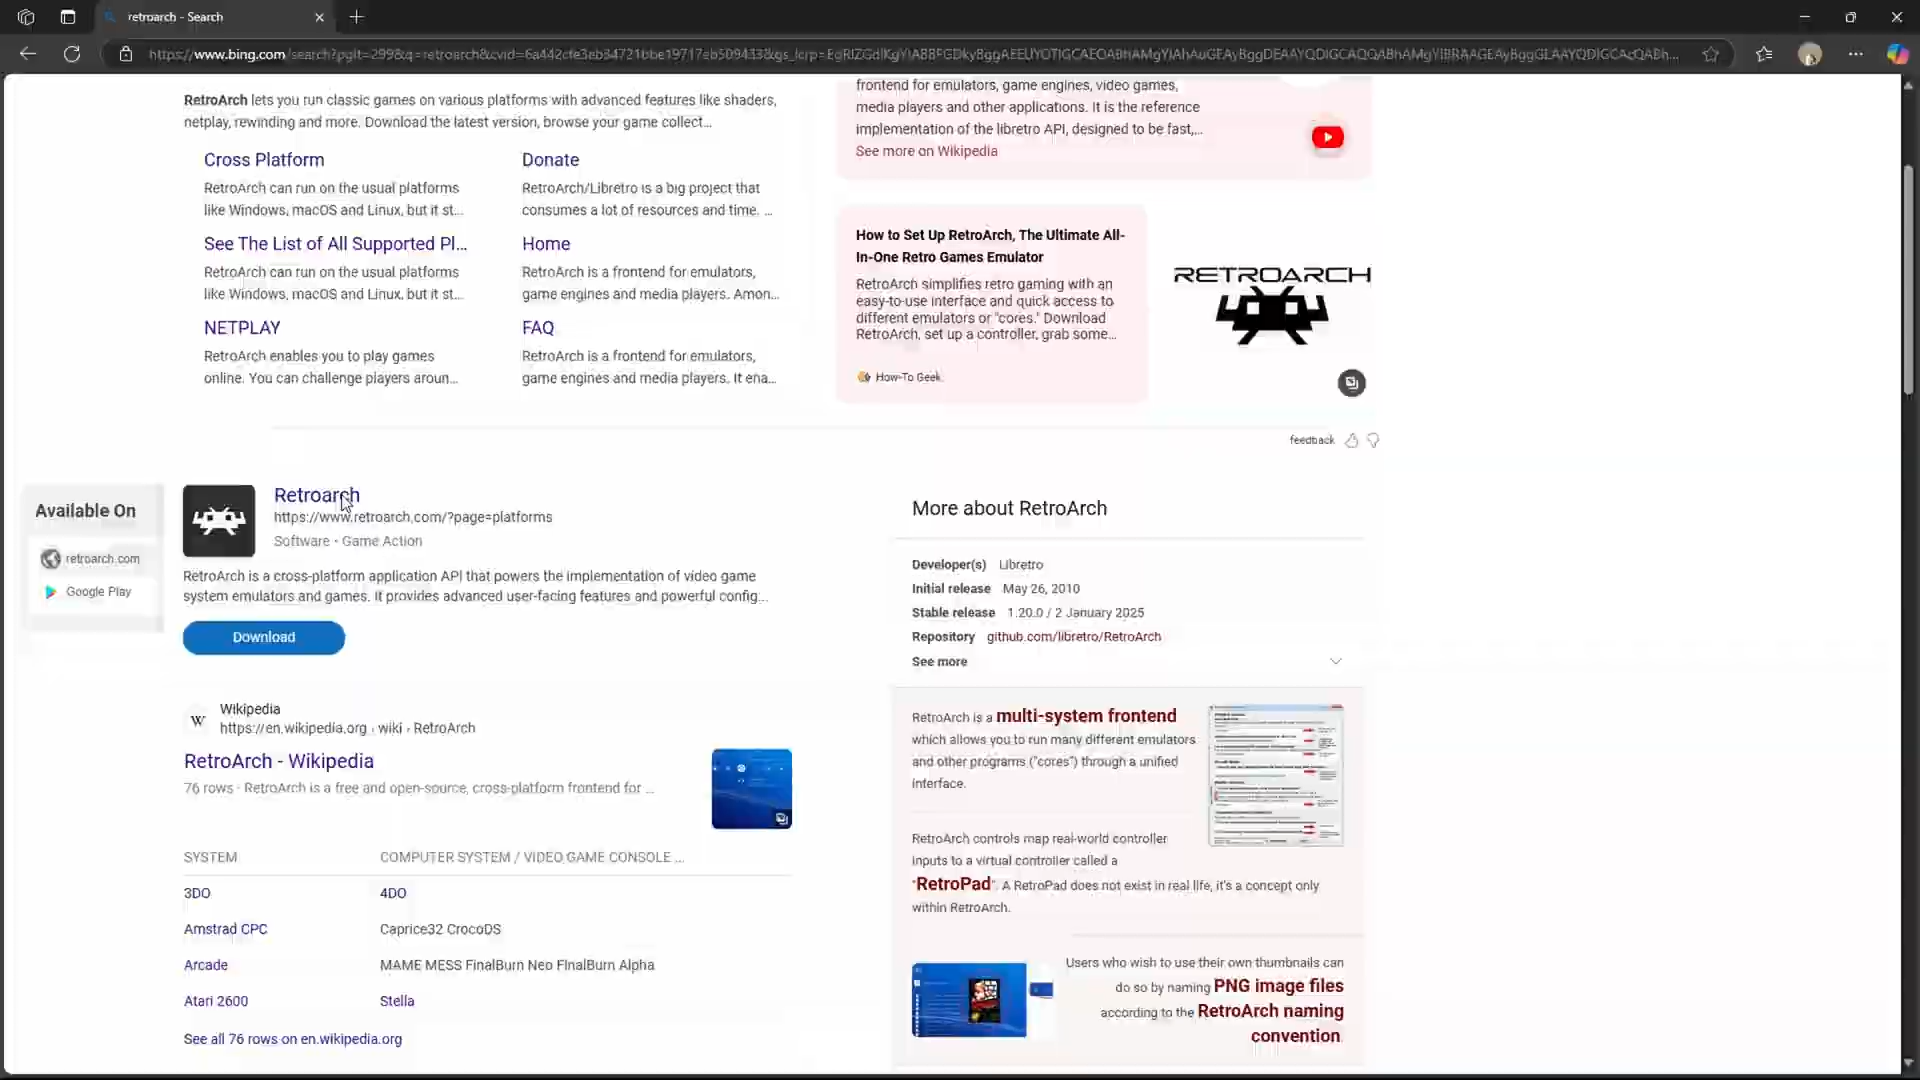 retroarch - Search
RetroArch lets you run classic games on various platforms with advanced features like shaders,
netplay, rewinding and more. Download the latest version, browse your game collect...
Cross Platform
RetroArch can run on the usual platforms
like Windows, macOS and Linux, but it st...
Donate
RetroArch/Libretro is a big project that
consumes a lot of resources and time. ...
See The List of All Supported Pl...
RetroArch can run on the usual platforms
like Windows, macOS and Linux, but it st...
Home
RetroArch is a frontend for emulators,
game engines and media players. Amon...
NETPLAY
RetroArch enables you to play games
online. You can challenge players aroun...
FAQ
RetroArch is a frontend for emulators,
game engines and media players. It ena...
frontend for emulators, game engines, video games,
media players and other applications. It is the reference
implementation of the libretro API, designed to be fast,...
See more on Wikipedia
How to Set Up RetroArch, The Ultimate All-
In-One Retro Games Emulator
RetroArch simplifies retro gaming with an
easy-to-use interface and quick access to
different emulators or "cores." Download
RetroArch, set up a controller, grab some...
How-To Geek
RETROARCH
feedback
Available On
retroarch.com
Google Play
Retroarch
https://www.retroarch.com/?page=platforms
Software · Game Action
RetroArch is a cross-platform application API that powers the implementation of video game
system emulators and games. It provides advanced user-facing features and powerful config...
Download
W
Wikipedia
https://en.wikipedia.org › wiki › RetroArch
RetroArch - Wikipedia
76 rows · RetroArch is a free and open-source, cross-platform frontend for ...
SYSTEM COMPUTER SYSTEM / VIDEO GAME CONSOLE ...
3DO 4DO
Amstrad CPC Caprice32 CrocoDS
Arcade MAME MESS FinalBurn Neo FinalBurn Alpha
Atari 2600 Stella
See all 76 rows on en.wikipedia.org
More about RetroArch
Developer(s) Libretro
Initial release May 26, 2010
Stable release 1.20.0 / 2 January 2025
Repository github.com/libretro/RetroArch
See more
RetroArch is a multi-system frontend
which allows you to run many different emulators
and other programs ("cores") through a unified
interface.
RetroArch controls map real-world controller
inputs to a virtual controller called a
"RetroPad". A RetroPad does not exist in real life, it's a concept only
within RetroArch.
Users who wish to use their own thumbnails can
do so by naming PNG image files
according to the RetroArch naming
convention.